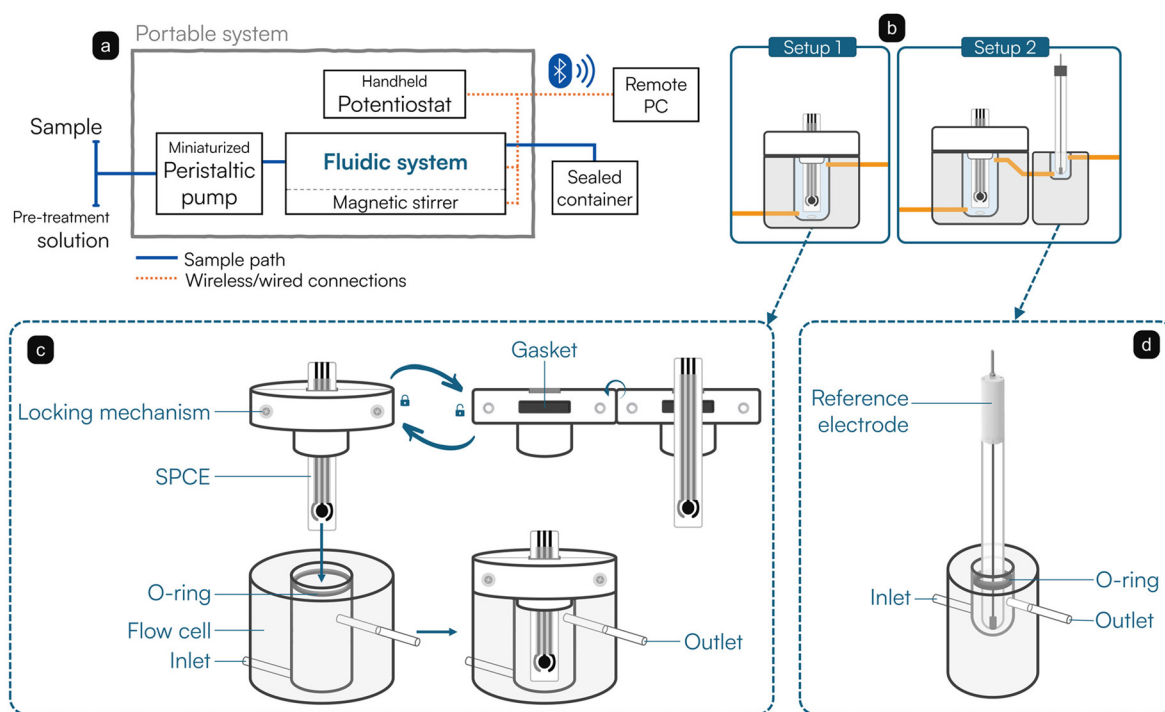 a
Portable system
Handheld
Potentiostat
Remote
PC
Sample
Miniaturized
Peristaltic
pump
Fluidic system
Magnetic stirrer
Sealed
container
Pre-treatment
solution
Sample path
Wireless/wired connections
b
Setup 1
Setup 2
c
Gasket
Locking mechanism
SPCE
O-ring
Flow cell
Inlet
Outlet
d
Reference
electrode
Inlet
O-ring
Outlet